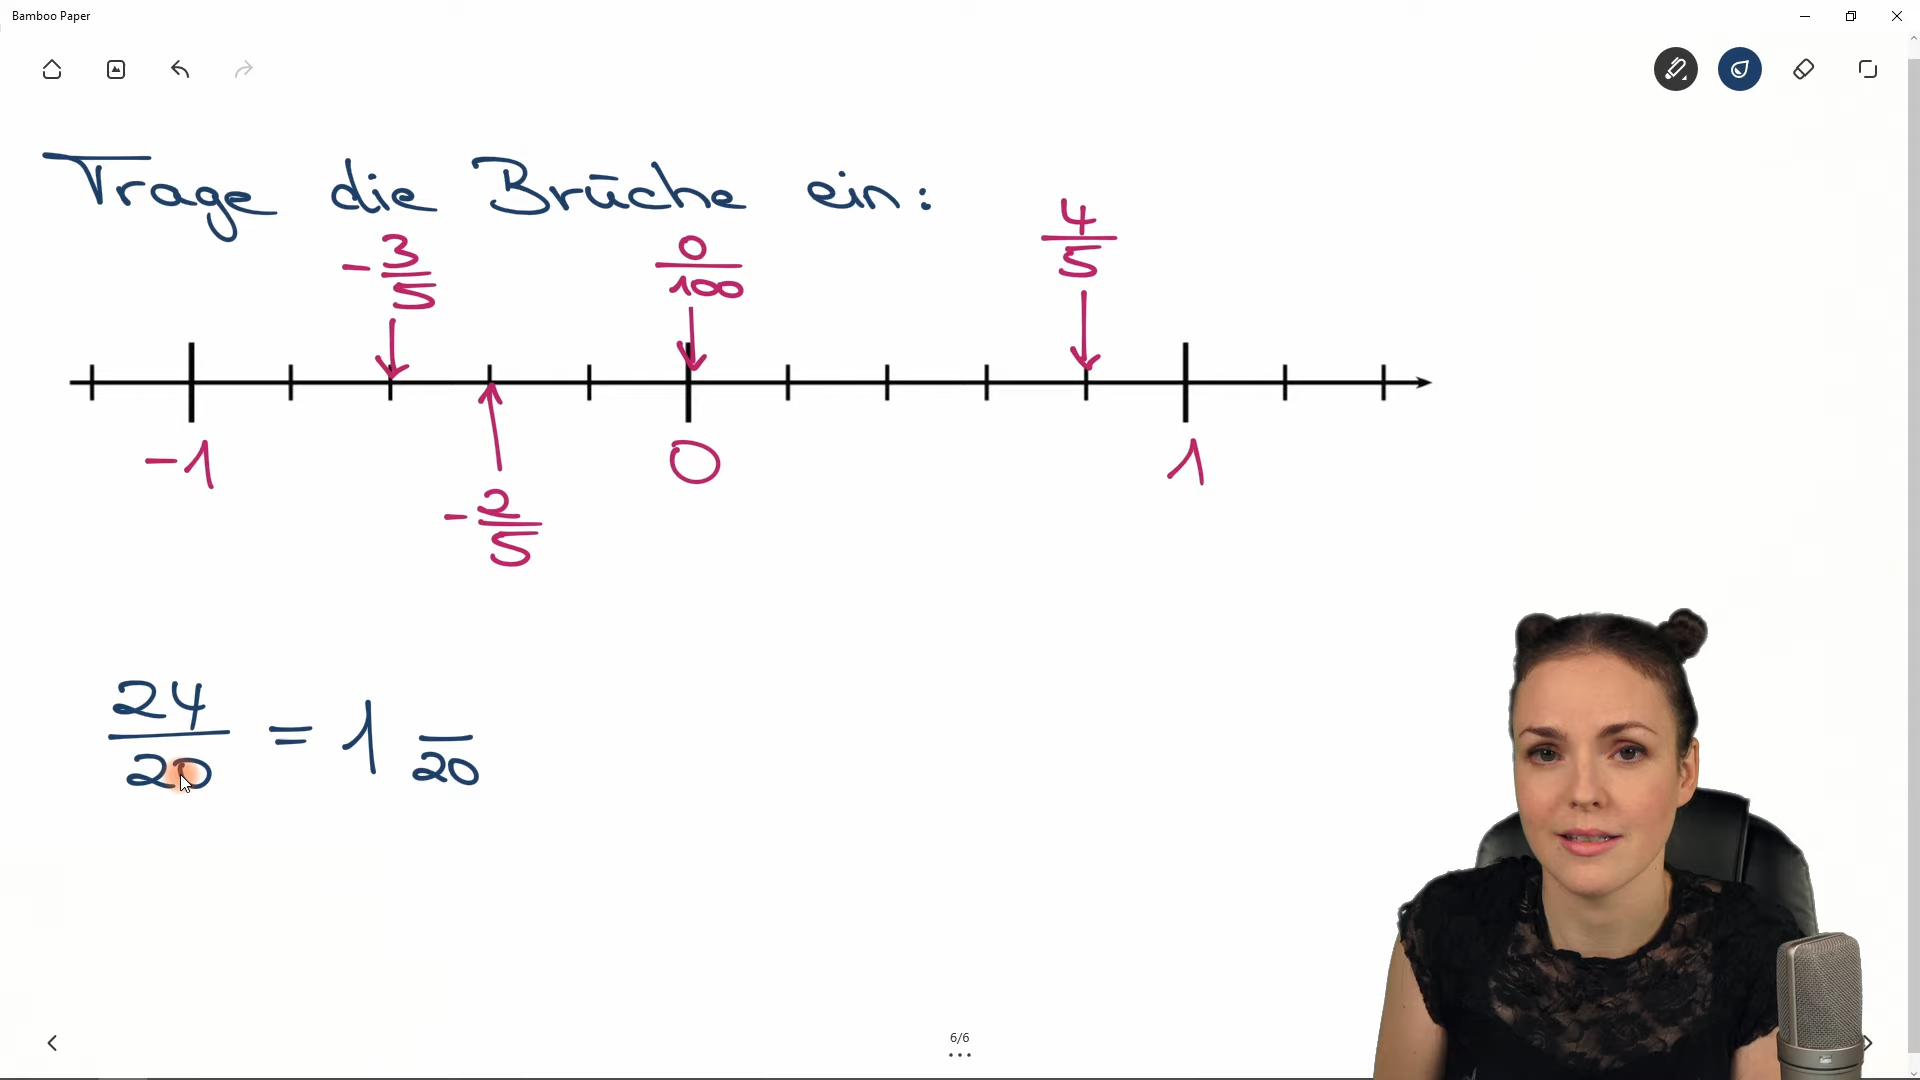 Bamboo Paper
Trage die Brüche ein:
-3/5 0/100 4/5
-1 0 1
-2/5
24/20 = 1 /20
6/6